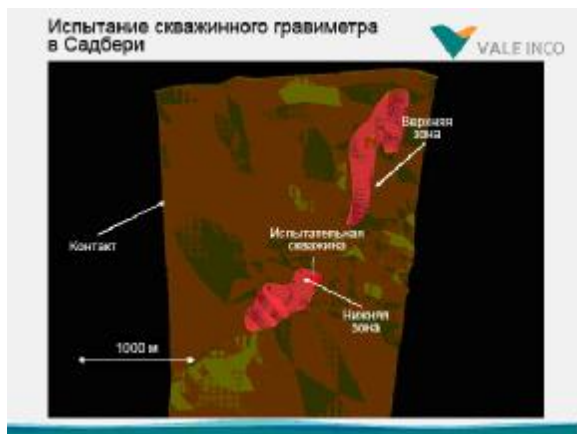 Испытание скважинного гравиметра
в Садбери
VALE INCO
Верхняя
зона
Испытательная
скважина
Контакт
Нижняя
зона
1000 м